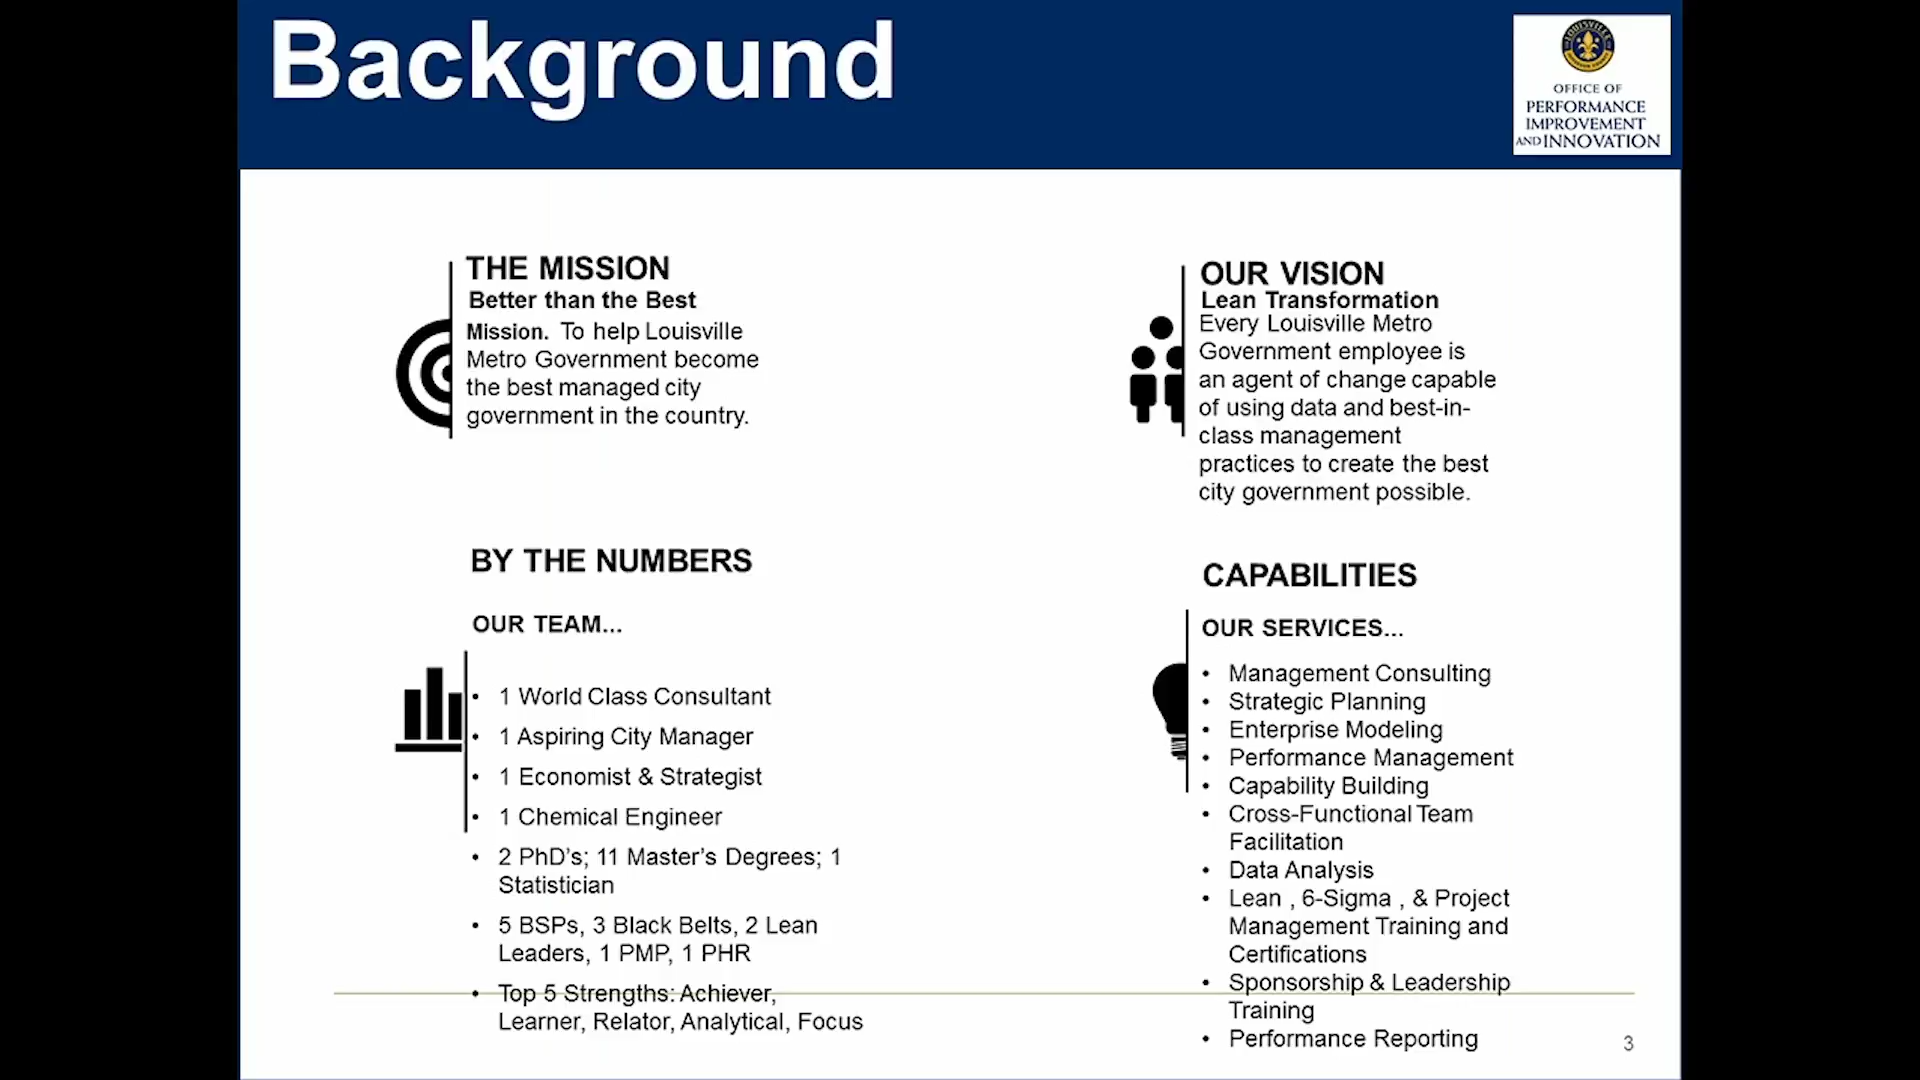 Background
LOUISVILLE
OFFICE OF
PERFORMANCE
IMPROVEMENT
AND INNOVATION
THE MISSION
Better than the Best
Mission. To help Louisville
Metro Government become
the best managed city
government in the country.
OUR VISION
Lean Transformation
Every Louisville Metro
Government employee is
an agent of change capable
of using data and best-in-
class management
practices to create the best
city government possible.
BY THE NUMBERS
OUR TEAM...
• 1 World Class Consultant
• 1 Aspiring City Manager
• 1 Economist & Strategist
• 1 Chemical Engineer
• 2 PhD’s; 11 Master’s Degrees; 1
Statistician
• 5 BSPs, 3 Black Belts, 2 Lean
Leaders, 1 PMP, 1 PHR
• Top 5 Strengths: Achiever,
Learner, Relator, Analytical, Focus
CAPABILITIES
OUR SERVICES...
• Management Consulting
• Strategic Planning
• Enterprise Modeling
• Performance Management
• Capability Building
• Cross-Functional Team
Facilitation
• Data Analysis
• Lean , 6-Sigma , & Project
Management Training and
Certifications
• Sponsorship & Leadership
Training
• Performance Reporting
3